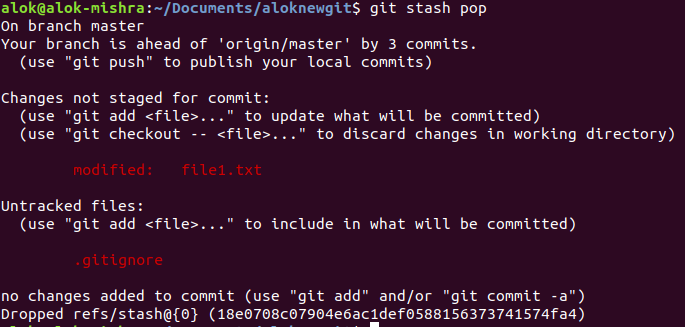 alok@alok-mishra:~/Documents/aloknewgit$ git stash pop
On branch master
Your branch is ahead of 'origin/master' by 3 commits.
  (use "git push" to publish your local commits)

Changes not staged for commit:
  (use "git add <file>..." to update what will be committed)
  (use "git checkout -- <file>..." to discard changes in working directory)

        modified:   file1.txt

Untracked files:
  (use "git add <file>..." to include in what will be committed)

        .gitignore

no changes added to commit (use "git add" and/or "git commit -a")
Dropped refs/stash@{0} (18e0708c07904e6ac1def0588156373741574fa4)